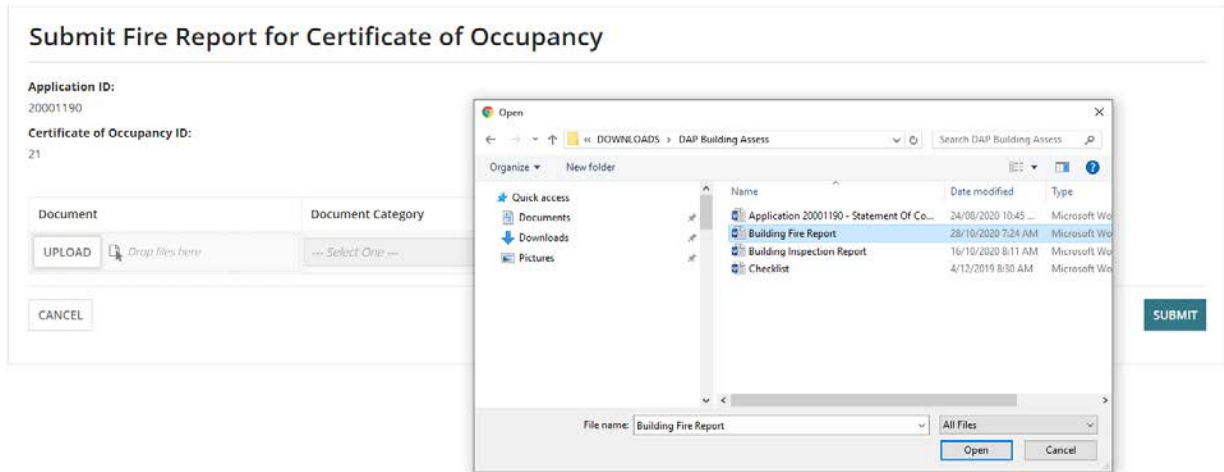 Submit Fire Report for Certificate of Occupancy
Application ID:
20001190
Certificate of Occupancy ID:
21
Document Document Category
UPLOAD Drop files here --- Select One ---
CANCEL
SUBMIT
Open
« DOWNLOADS › DAP Building Assess Search DAP Building Assess
Organize New folder
Quick access
Documents
Downloads
Pictures
Name Date modified Type
Application 20001190 - Statement Of Co... 24/08/2020 10:45 ... Microsoft Wo
Building Fire Report 28/10/2020 7:24 AM Microsoft Wo
Building Inspection Report 16/10/2020 8:11 AM Microsoft Wo
Checklist 4/12/2019 8:30 AM Microsoft Wo
File name: Building Fire Report All Files
Open Cancel